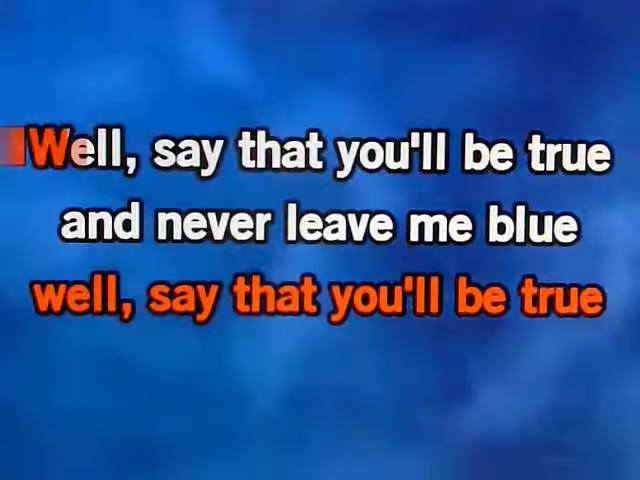 Well, say that you'll be true
and never leave me blue
well, say that you'll be true